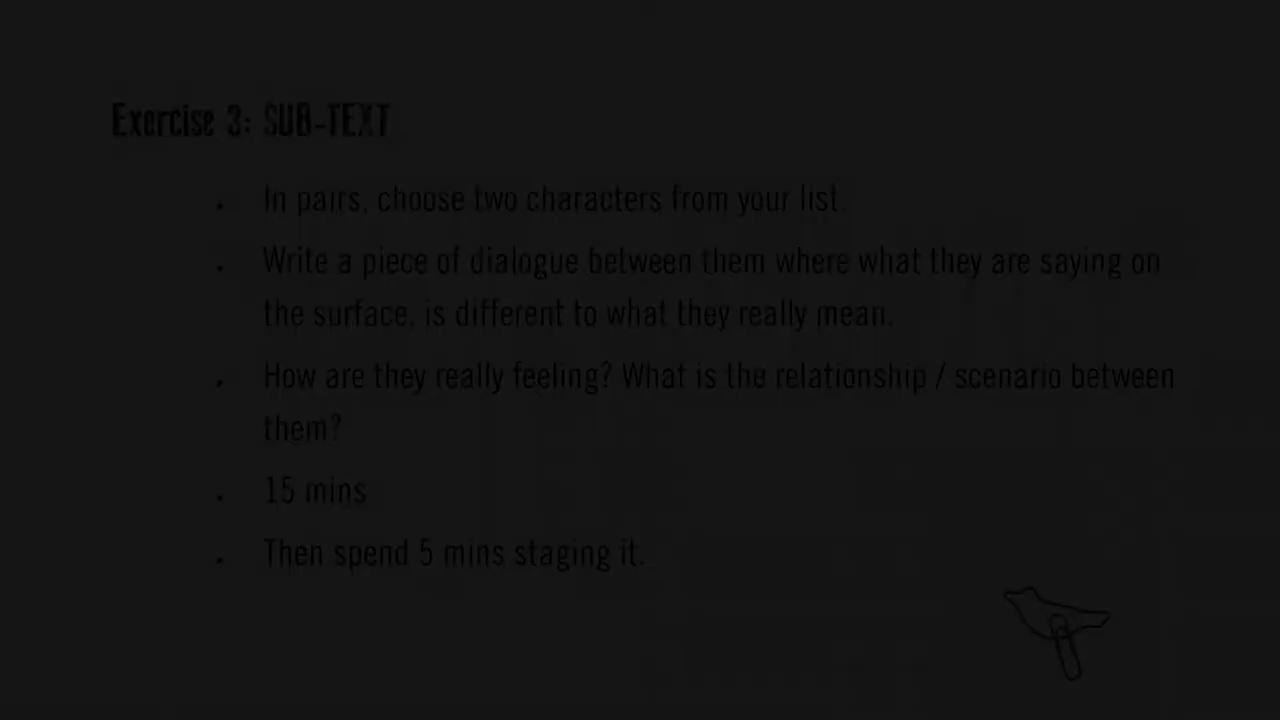 Exercise 3: SUB-TEXT
. In pairs, choose two characters from your list.
. Write a piece of dialogue between them where what they are saying on
the surface, is different to what they really mean.
. How are they really feeling? What is the relationship / scenario between
them?
. 15 mins
. Then spend 5 mins staging it.